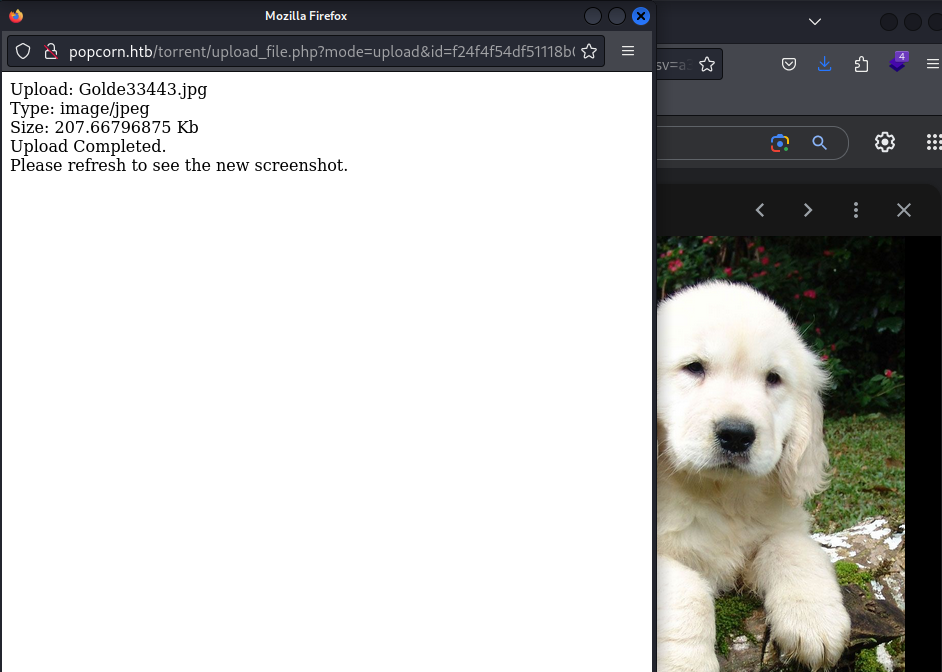 Mozilla Firefox
popcorn.htb/torrent/upload_file.php?mode=upload&id=f24f4f54df51118b
sv=a
4
Upload: Golde33443.jpg
Type: image/jpeg
Size: 207.66796875 Kb
Upload Completed.
Please refresh to see the new screenshot.